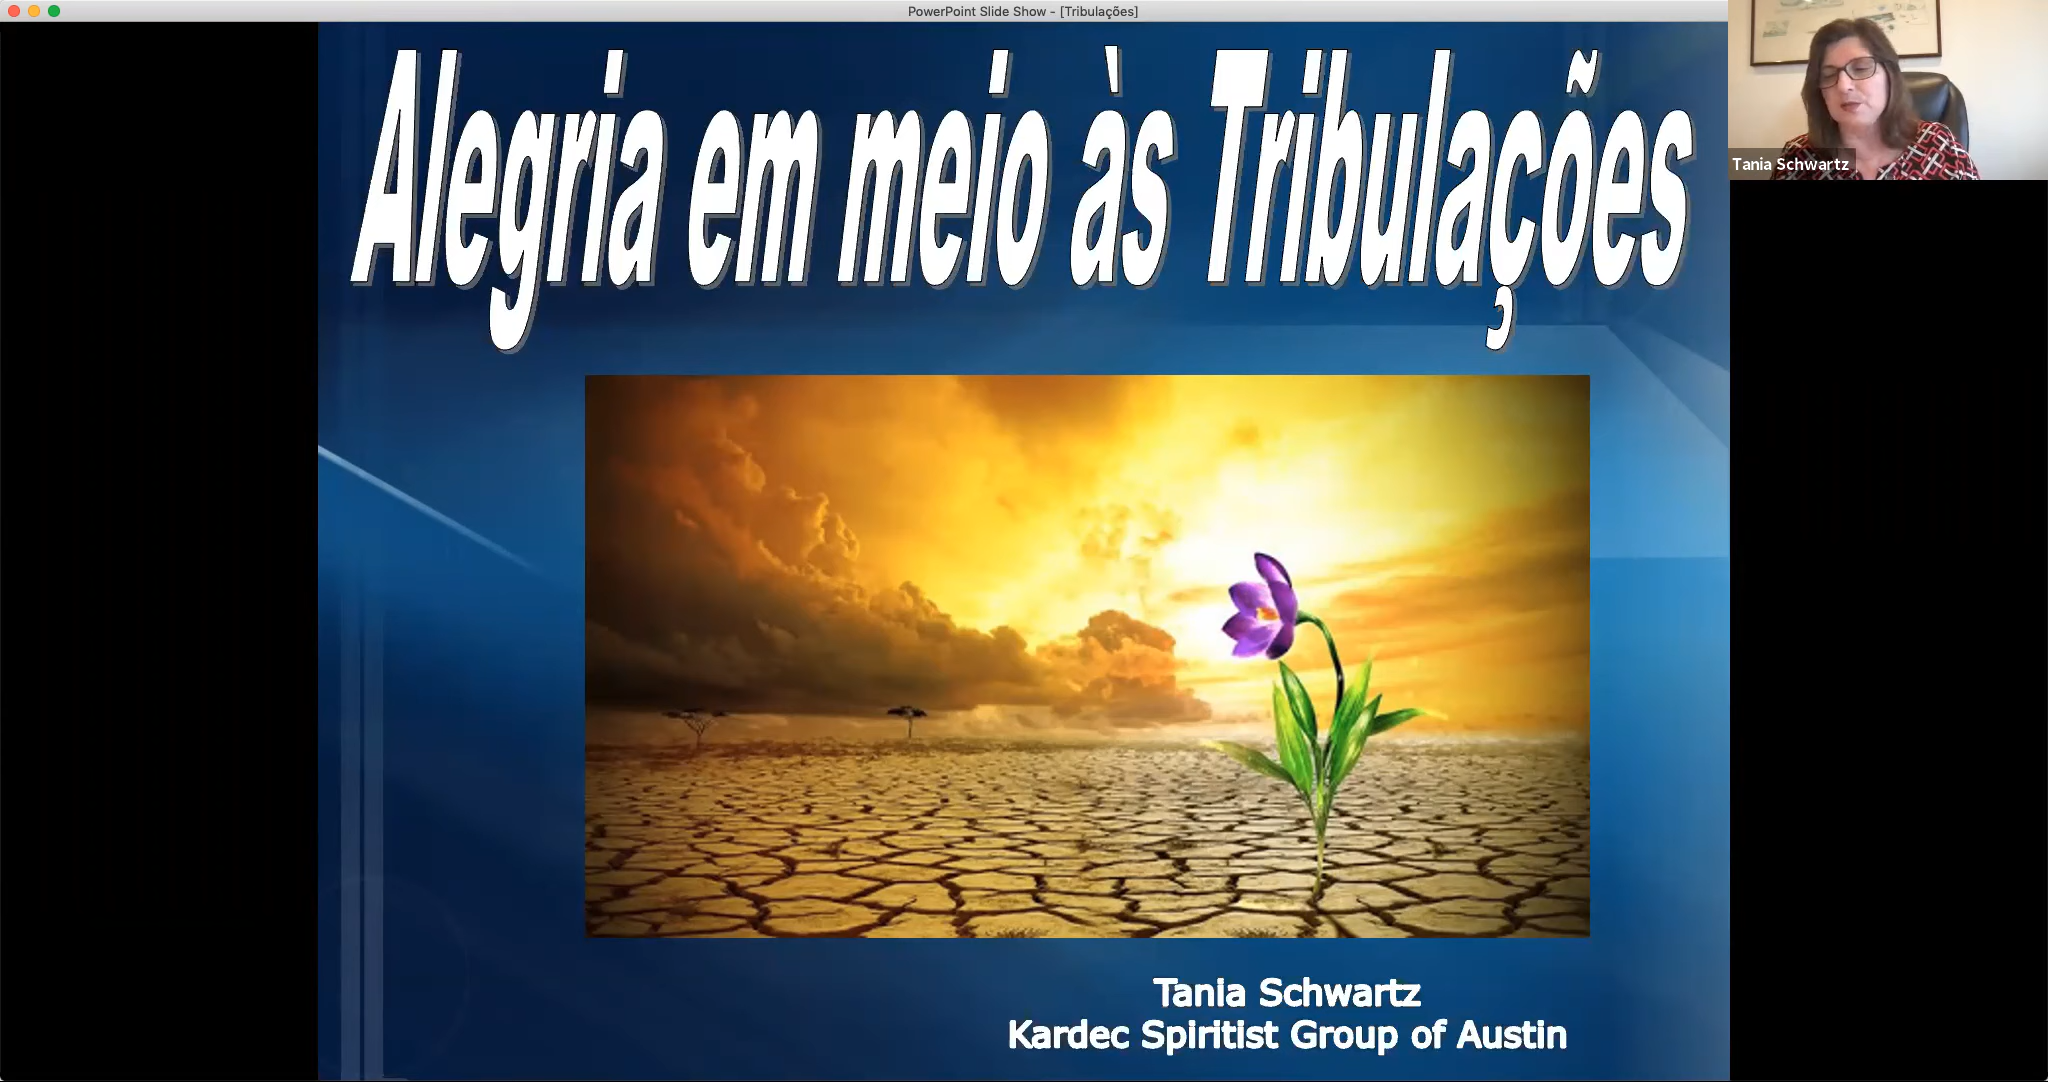 PowerPoint Slide Show - [Tribulações]
Alegria em meio às Tribulações
Tania Schwartz
Tania Schwartz
Kardec Spiritist Group of Austin